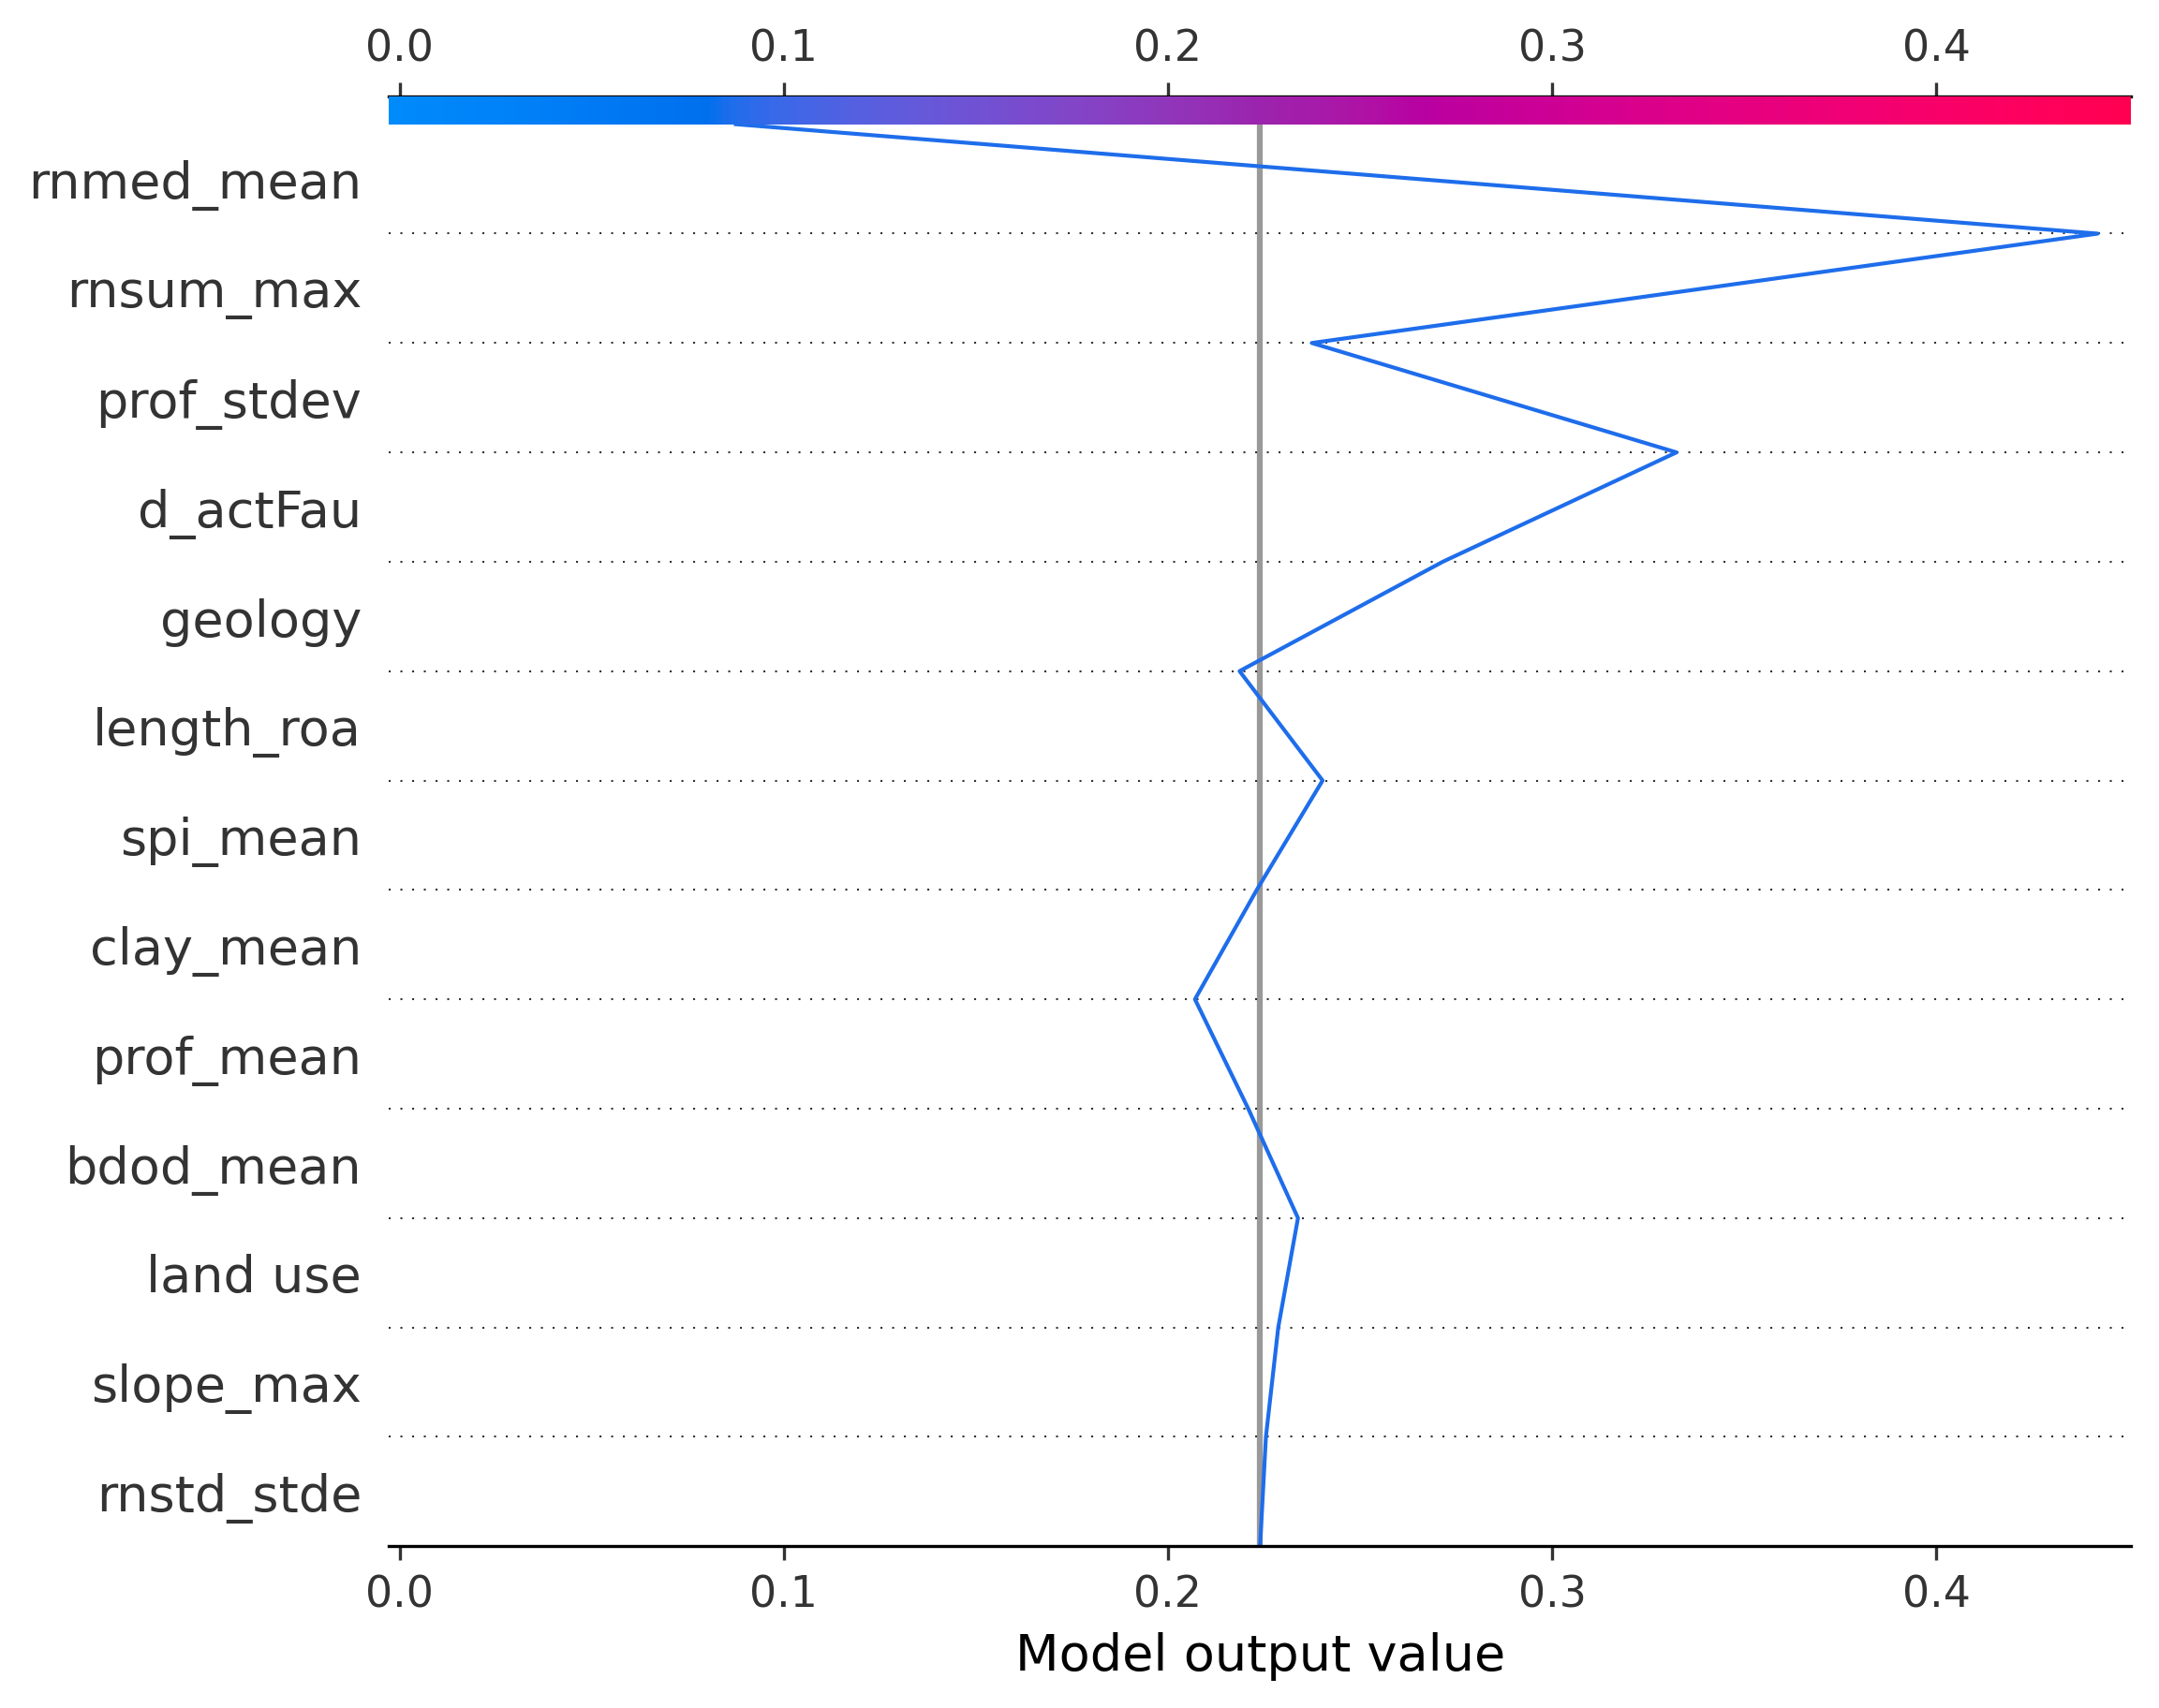 0.0 0.1 0.2 0.3 0.4
rnmed_mean
rnsum_max
prof_stdev
d_actFau
geology
length_roa
spi_mean
clay_mean
prof_mean
bdod_mean
land use
slope_max
rnstd_stde
0.0 0.1 0.2 0.3 0.4
Model output value